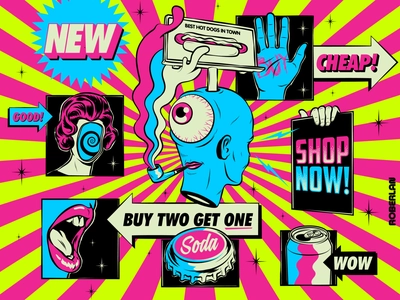 NEW
BEST HOT DOGS IN TOWN
CHEAP!
GOOD!
SHOP
NOW!
BUY TWO GET ONE
Soda
WOW
ROBERLAN